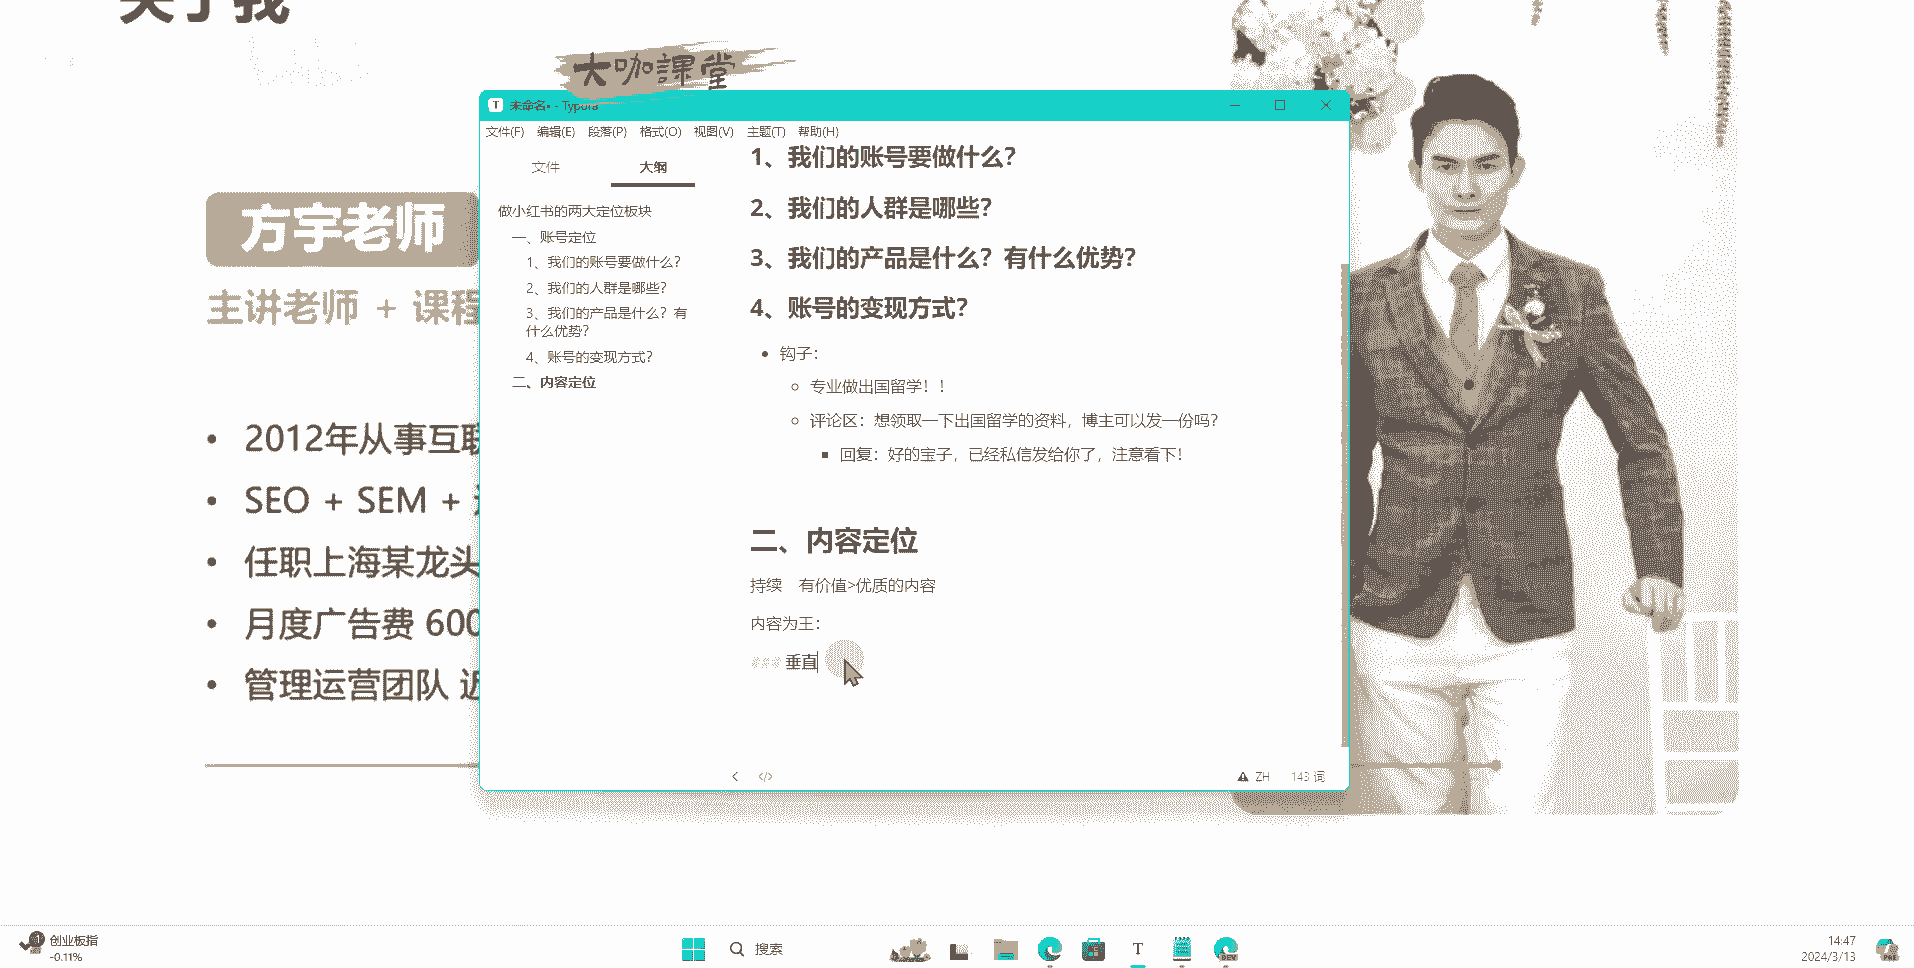 关于我
大咖課堂
未命名• - Typora
文件(F) 编辑(E) 段落(P) 格式(O) 视图(V) 主题(T) 帮助(H)
文件 大纲
做小红书的两大定位板块
一、账号定位
1、我们的账号要做什么？
2、我们的人群是哪些？
3、我们的产品是什么？有
什么优势？
4、账号的变现方式？
二、内容定位
1、我们的账号要做什么？
2、我们的人群是哪些？
3、我们的产品是什么？有什么优势？
4、账号的变现方式？
• 钩子：
专业做出国留学！！
评论区：想领取一下出国留学的资料，博主可以发一份吗？
回复：好的宝子，已经私信发给你了，注意看下！
二、内容定位
持续 有价值>优质的内容
内容为王：
### 垂直
ZH 143 词
方宇老师
主讲老师 + 课程
• 2012年从事互联
• SEO + SEM +
• 任职上海某龙头
• 月度广告费 600
• 管理运营团队 近
1
创业板指
-0.11%
搜索
T
DEV
14:47
2024/3/13
PRE